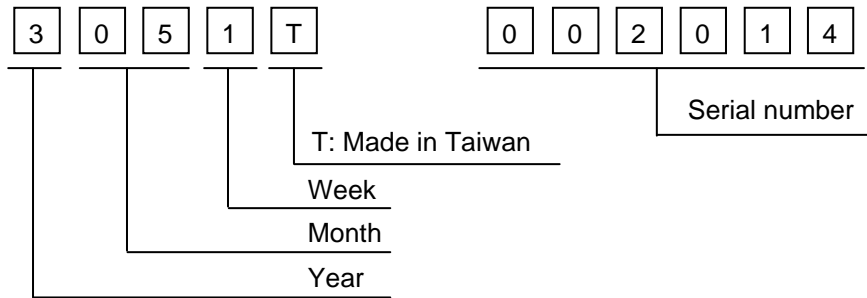 3 0 5 1 T 0 0 2 0 1 4
Serial number
T: Made in Taiwan
Week
Month
Year